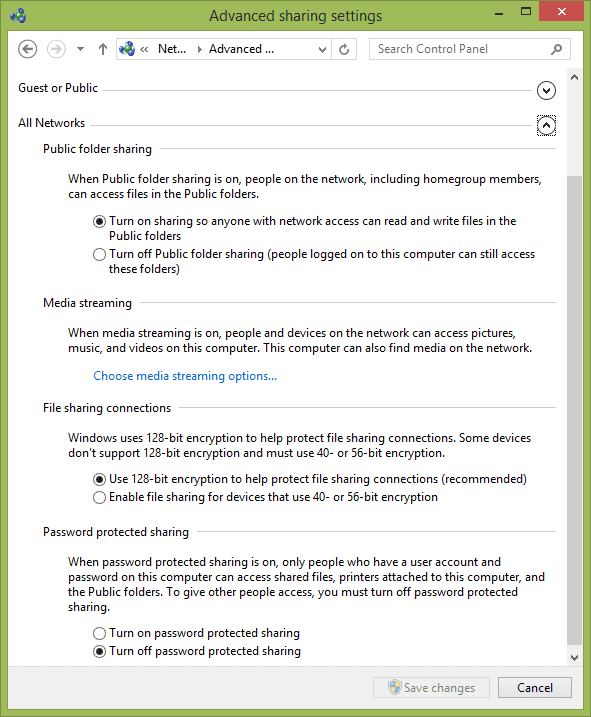 Advanced sharing settings
« Net... Advanced ... Search Control Panel
Guest or Public
All Networks
Public folder sharing
When Public folder sharing is on, people on the network, including homegroup members,
can access files in the Public folders.
Turn on sharing so anyone with network access can read and write files in the
Public folders
Turn off Public folder sharing (people logged on to this computer can still access
these folders)
Media streaming
When media streaming is on, people and devices on the network can access pictures,
music, and videos on this computer. This computer can also find media on the network.
Choose media streaming options...
File sharing connections
Windows uses 128-bit encryption to help protect file sharing connections. Some devices
don't support 128-bit encryption and must use 40- or 56-bit encryption.
Use 128-bit encryption to help protect file sharing connections (recommended)
Enable file sharing for devices that use 40- or 56-bit encryption
Password protected sharing
When password protected sharing is on, only people who have a user account and
password on this computer can access shared files, printers attached to this computer, and
the Public folders. To give other people access, you must turn off password protected
sharing.
Turn on password protected sharing
Turn off password protected sharing
Save changes Cancel